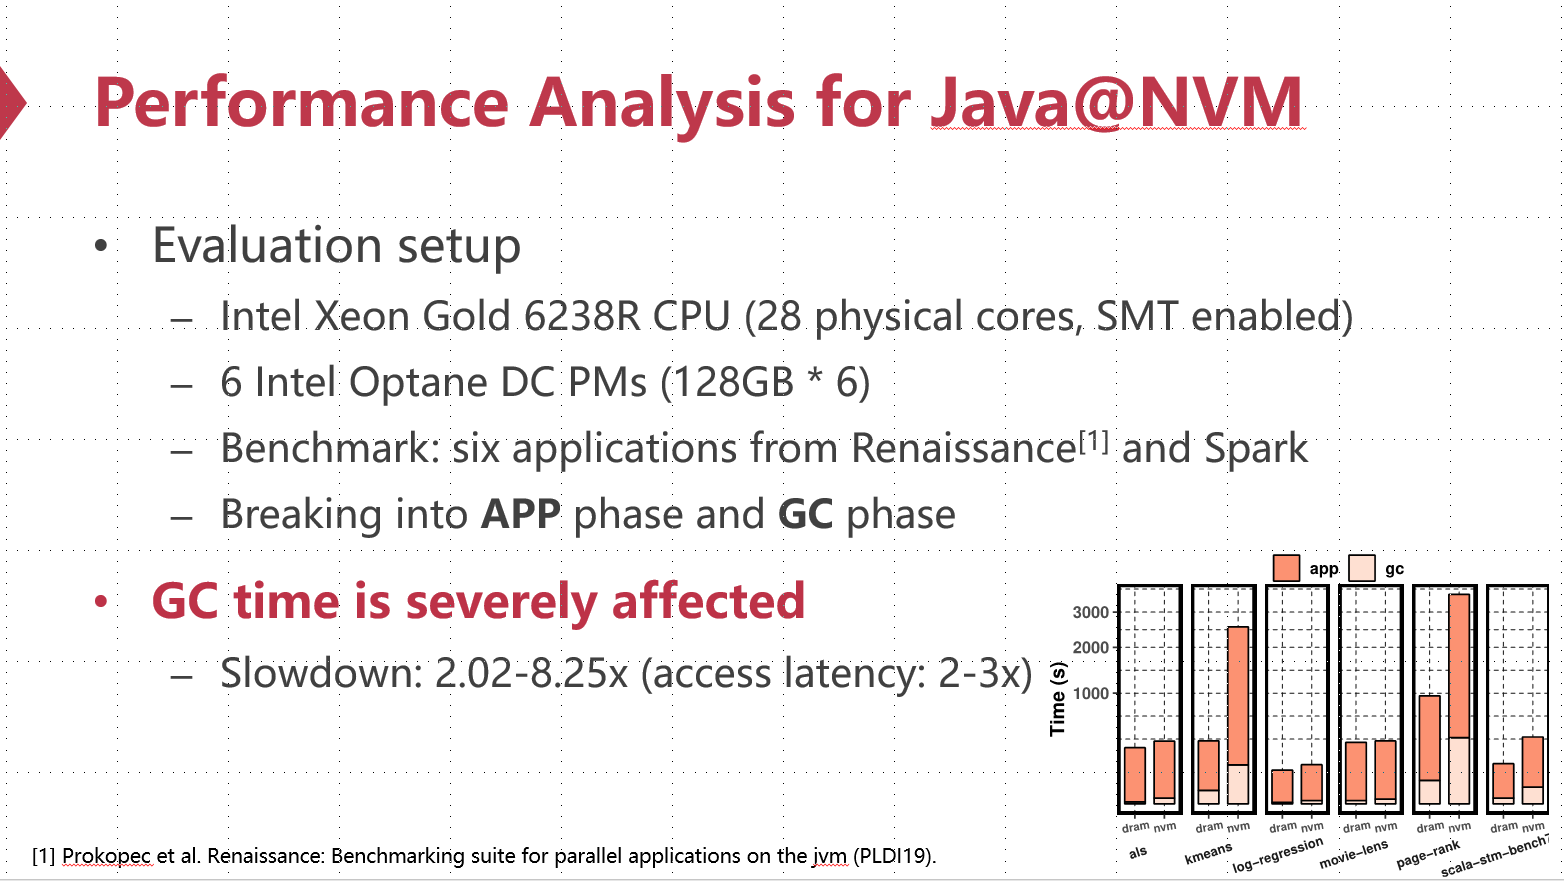 Performance Analysis for Java@NVM
• Evaluation setup
– Intel Xeon Gold 6238R CPU (28 physical cores, SMT enabled)
– 6 Intel Optane DC PMs (128GB * 6)
– Benchmark: six applications from Renaissance[1] and Spark
– Breaking into APP phase and GC phase
• GC time is severely affected
– Slowdown: 2.02-8.25x (access latency: 2-3x)
app gc
Time (s)
3000
2000
1000
dram nvm dram nvm dram nvm dram nvm dram nvm dram nvm
als kmeans log−regression movie−lens page−rank scala−stm−bench7
[1] Prokopec et al. Renaissance: Benchmarking suite for parallel applications on the jvm (PLDI19).